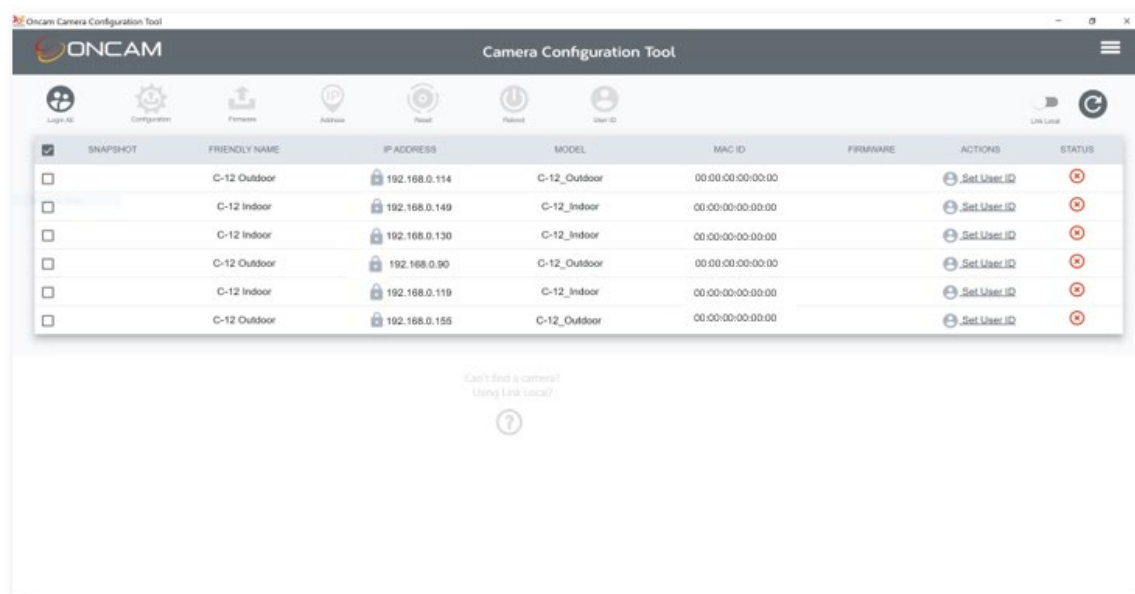 Oncam Camera Configuration Tool
ONCAM
Camera Configuration Tool
Login All
Configuration
Firmware
IP
Address
Reset
Reboot
User ID
Link Local
SNAPSHOT FRIENDLY NAME IP ADDRESS MODEL MAC ID FIRMWARE ACTIONS STATUS
C-12 Outdoor 192.168.0.114 C-12_Outdoor 00:00:00:00:00:00 Set User ID
C-12 Indoor 192.168.0.149 C-12_Indoor 00:00:00:00:00:00 Set User ID
C-12 Indoor 192.168.0.130 C-12_Indoor 00:00:00:00:00:00 Set User ID
C-12 Outdoor 192.168.0.90 C-12_Outdoor 00:00:00:00:00:00 Set User ID
C-12 Indoor 192.168.0.119 C-12_Indoor 00:00:00:00:00:00 Set User ID
C-12 Outdoor 192.168.0.155 C-12_Outdoor 00:00:00:00:00:00 Set User ID
Can't find a camera?
Using Link Local?
?